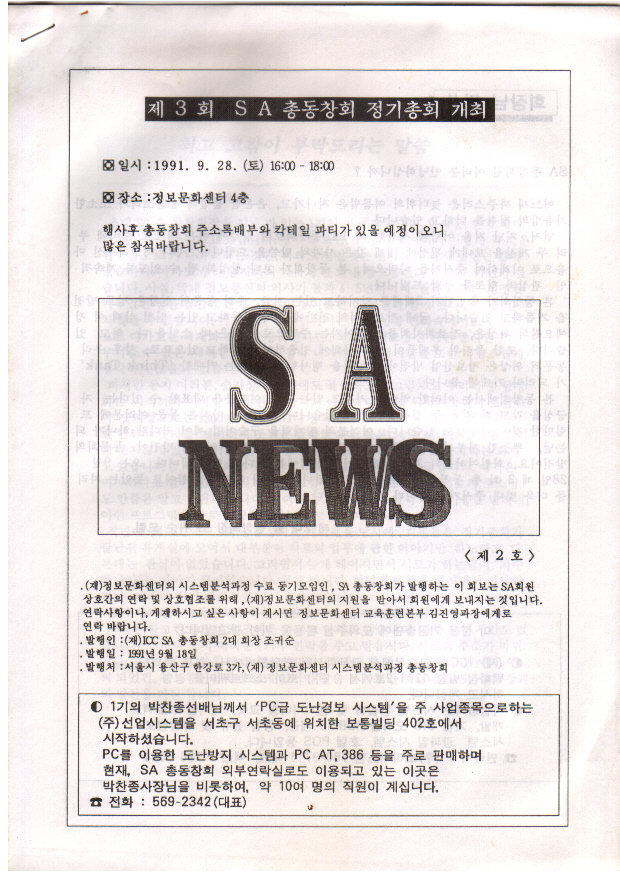 제 3 회 S A 총동창회 정기총회 개최
일시 : 1991. 9. 28. (토) 16:00 - 18:00
장소 : 정보문화센터 4층
행사후 총동창회 주소록배부와 칵테일 파티가 있을 예정이오니
많은 참석바랍니다.
S A
NEWS
< 제 2 호 >
. (재)정보문화센터의 시스템분석과정 수료 동기모임인, SA 총동창회가 발행하는 이 회보는 SA회원
상호간의 연락 및 상호협조를 위해, (재)정보문화센터의 지원을 받아서 회원에게 보내지는 것입니다.
연락사항이나, 게재하시고 싶은 사항이 계시면 정보문화센터 교육훈련본부 김진영과장에게로
연락 바랍니다.
. 발행인 : (재)ICC SA 총동창회 2대 회장 조귀순
. 발행일 : 1991년 9월 18일
. 발행처 : 서울시 용산구 한강로 3가, (재) 정보문화센터 시스템분석과정 총동창회
◐ 1기의 박찬종선배님께서 'PC급 도난경보 시스템'을 주 사업종목으로하는
(주)선업시스템을 서초구 서초동에 위치한 보통빌딩 402호에서
시작하셨습니다.
PC를 이용한 도난방지 시스템과 PC AT, 386 등을 주로 판매하며
현재, SA 총동창회 외부연락실로도 이용되고 있는 이곳은
박찬종사장님을 비롯하여, 약 10여 명의 직원이 계십니다.
☎ 전화 : 569-2342(대표)